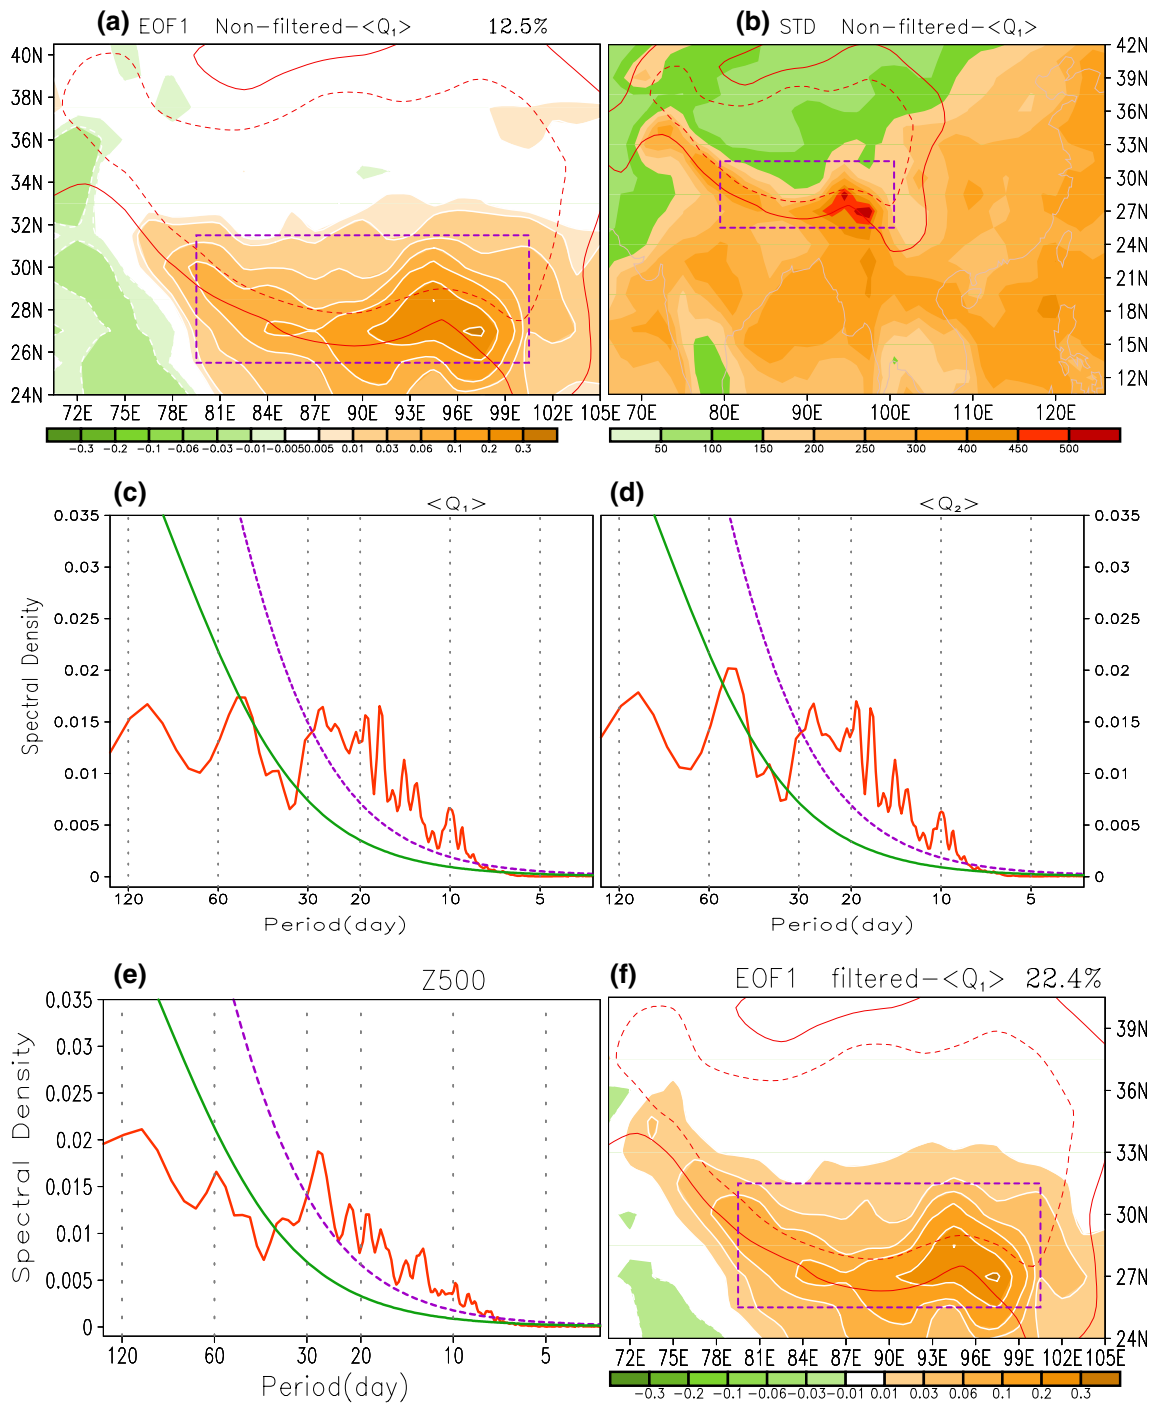 (a) EOF1 Non-filtered-<Q₁> 12.5%
(b) STD Non-filtered-<Q₁>
40N
38N
36N
34N
32N
30N
28N
26N
24N
72E 75E 78E 81E 84E 87E 90E 93E 96E 99E 102E 105E
-0.3 -0.2 -0.1 -0.06 -0.03 -0.01 -0.005 0.005 0.01 0.03 0.06 0.1 0.2 0.3
42N
39N
36N
33N
30N
27N
24N
21N
18N
15N
12N
70E 80E 90E 100E 110E 120E
50 100 150 200 250 300 350 400 450 500
(c) <Q₁>
Spectral Density
0.035
0.03
0.025
0.02
0.015
0.01
0.005
0
120 60 30 20 10 5
Period(day)
(d) <Q₂>
0.035
0.03
0.025
0.02
0.015
0.01
0.005
0
120 60 30 20 10 5
Period(day)
(e) Z500
Spectral Density
0.035
0.03
0.025
0.02
0.015
0.01
0.005
0
120 60 30 20 10 5
Period(day)
(f) EOF1 filtered-<Q₁> 22.4%
39N
36N
33N
30N
27N
24N
72E 75E 78E 81E 84E 87E 90E 93E 96E 99E 102E 105E
-0.3 -0.2 -0.1 -0.06 -0.03 -0.01 0.01 0.03 0.06 0.1 0.2 0.3